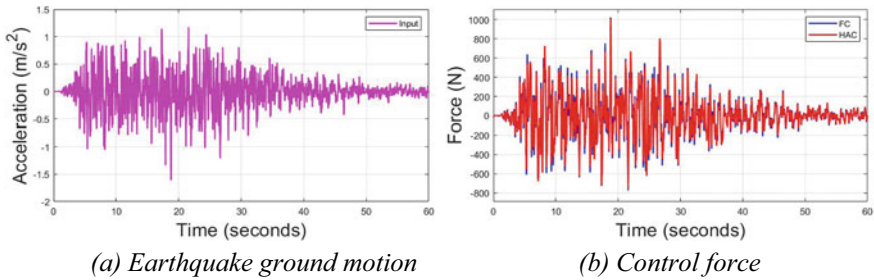 1.5
1
0.5
0
-0.5
-1
-1.5
-2
Acceleration (m/s²)
Input
0 10 20 30 40 50 60
Time (seconds)
(a) Earthquake ground motion
1000
800
600
400
200
0
-200
-400
-600
-800
Force (N)
FC
HAC
0 10 20 30 40 50 60
Time (seconds)
(b) Control force